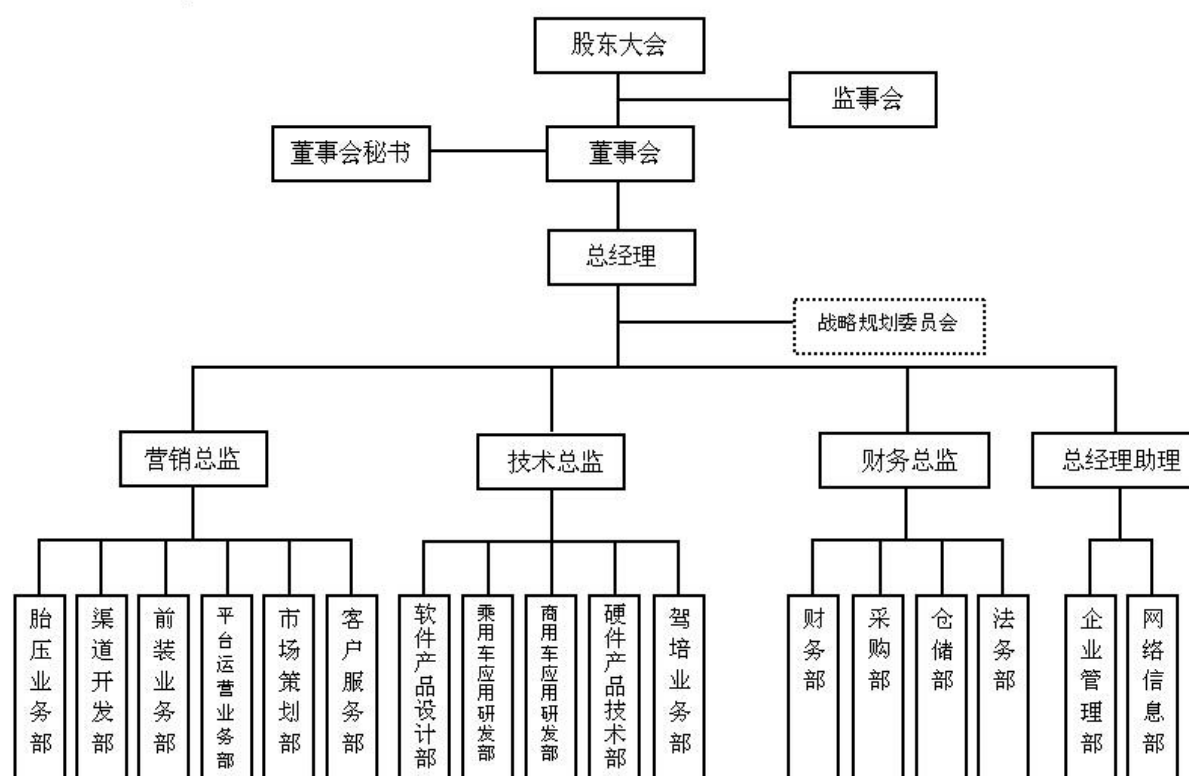 股东大会
监事会
董事会秘书
董事会
总经理
战略规划委员会
营销总监
技术总监
财务总监
总经理助理
胎压业务部
渠道开发部
前装业务部
平台运营业务部
市场策划部
客户服务部
软件产品设计部
乘用车应用研发部
商用车应用研发部
硬件产品技术部
驾培业务部
财务部
采购部
仓储部
法务部
企业管理部
网络信息部